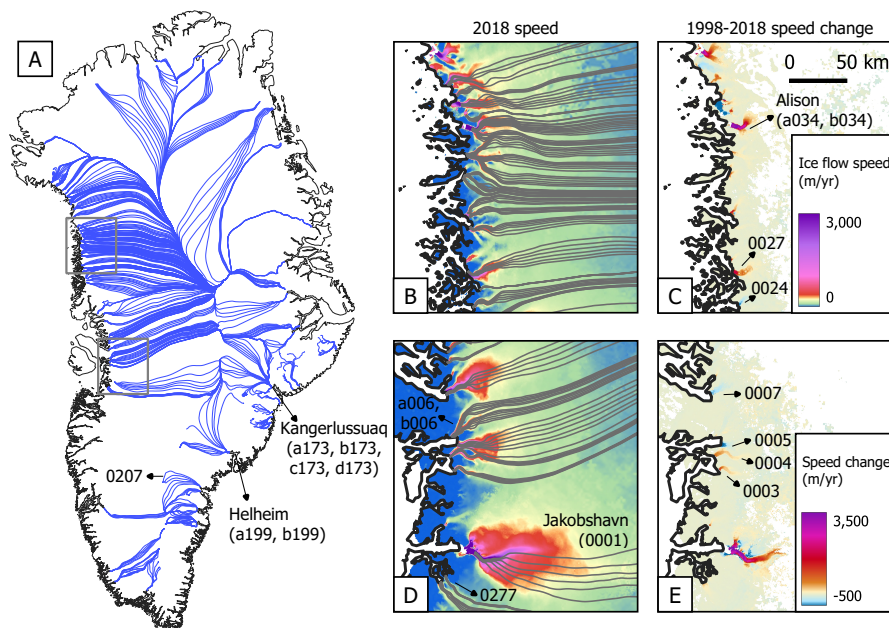 A
2018 speed
1998-2018 speed change
0
50 km
Alison
(a034, b034)
Ice flow speed
(m/yr)
3,000
0
0027
0024
B
C
Kangerlussuaq
(a173, b173,
c173, d173)
0207
Helheim
(a199, b199)
a006,
b006
Jakobshavn
(0001)
0277
D
0007
0005
0004
0003
Speed change
(m/yr)
3,500
-500
E